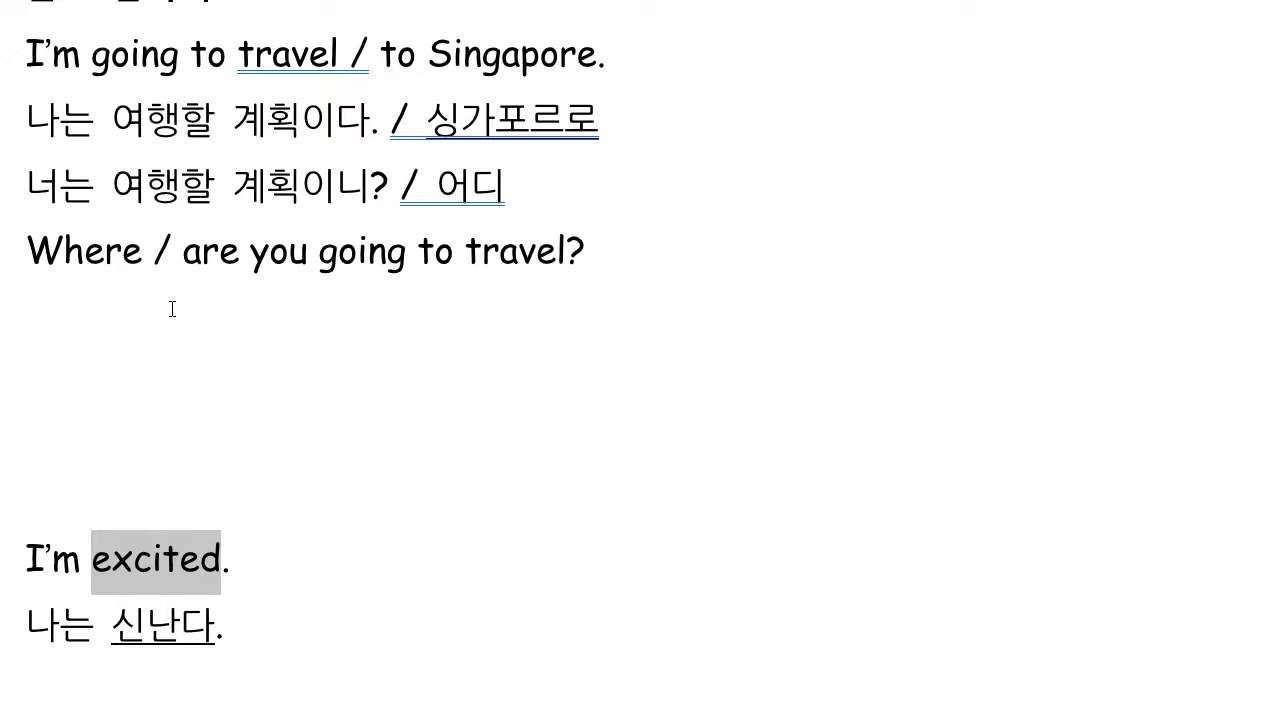 I’m going to travel / to Singapore.
나는 여행할 계획이다. / 싱가포르로
너는 여행할 계획이니? / 어디
Where / are you going to travel?
I’m excited.
나는 신난다.